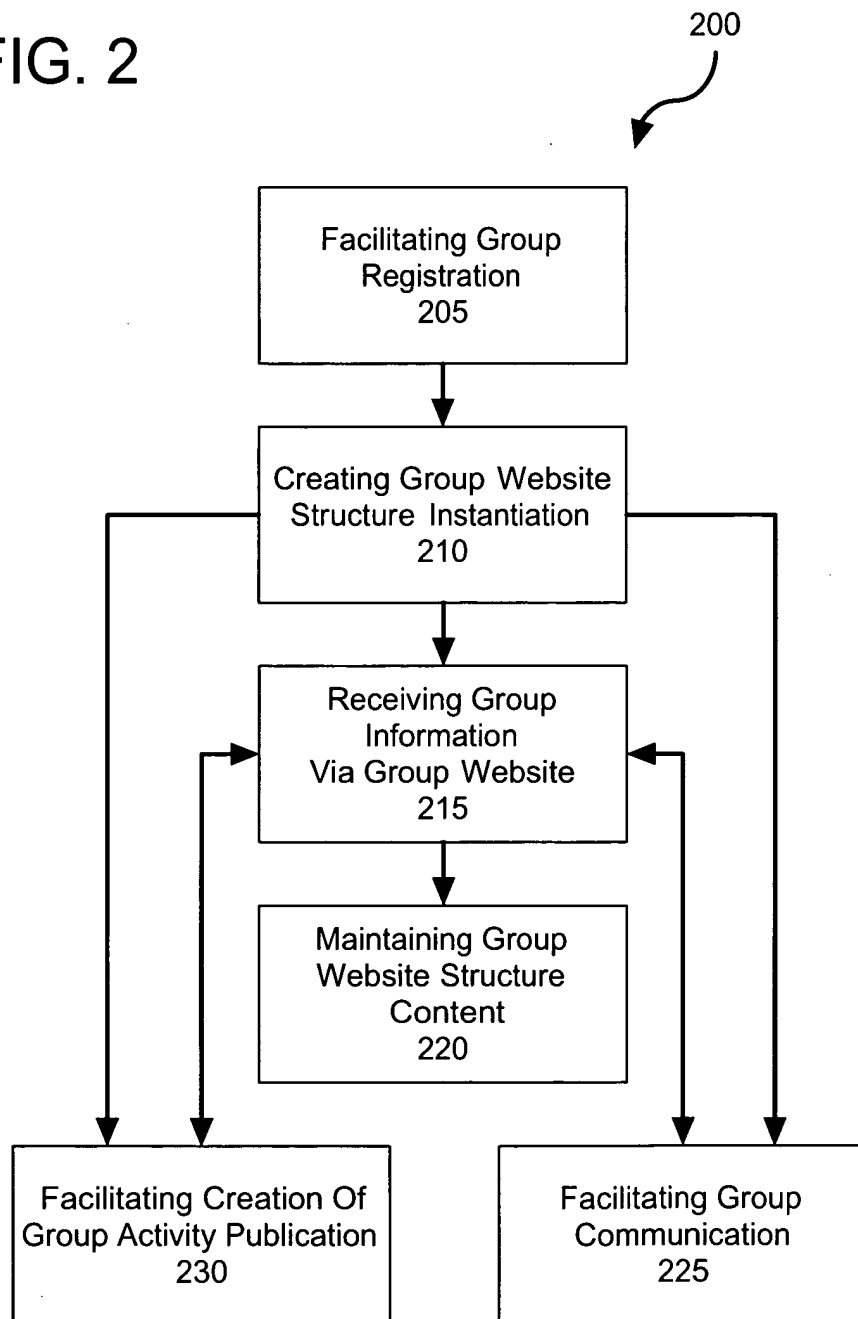 FIG. 2
200
Facilitating Group
Registration
205
Creating Group Website
Structure Instantiation
210
Receiving Group
Information
Via Group Website
215
Maintaining Group
Website Structure
Content
220
Facilitating Creation Of
Group Activity Publication
230
Facilitating Group
Communication
225